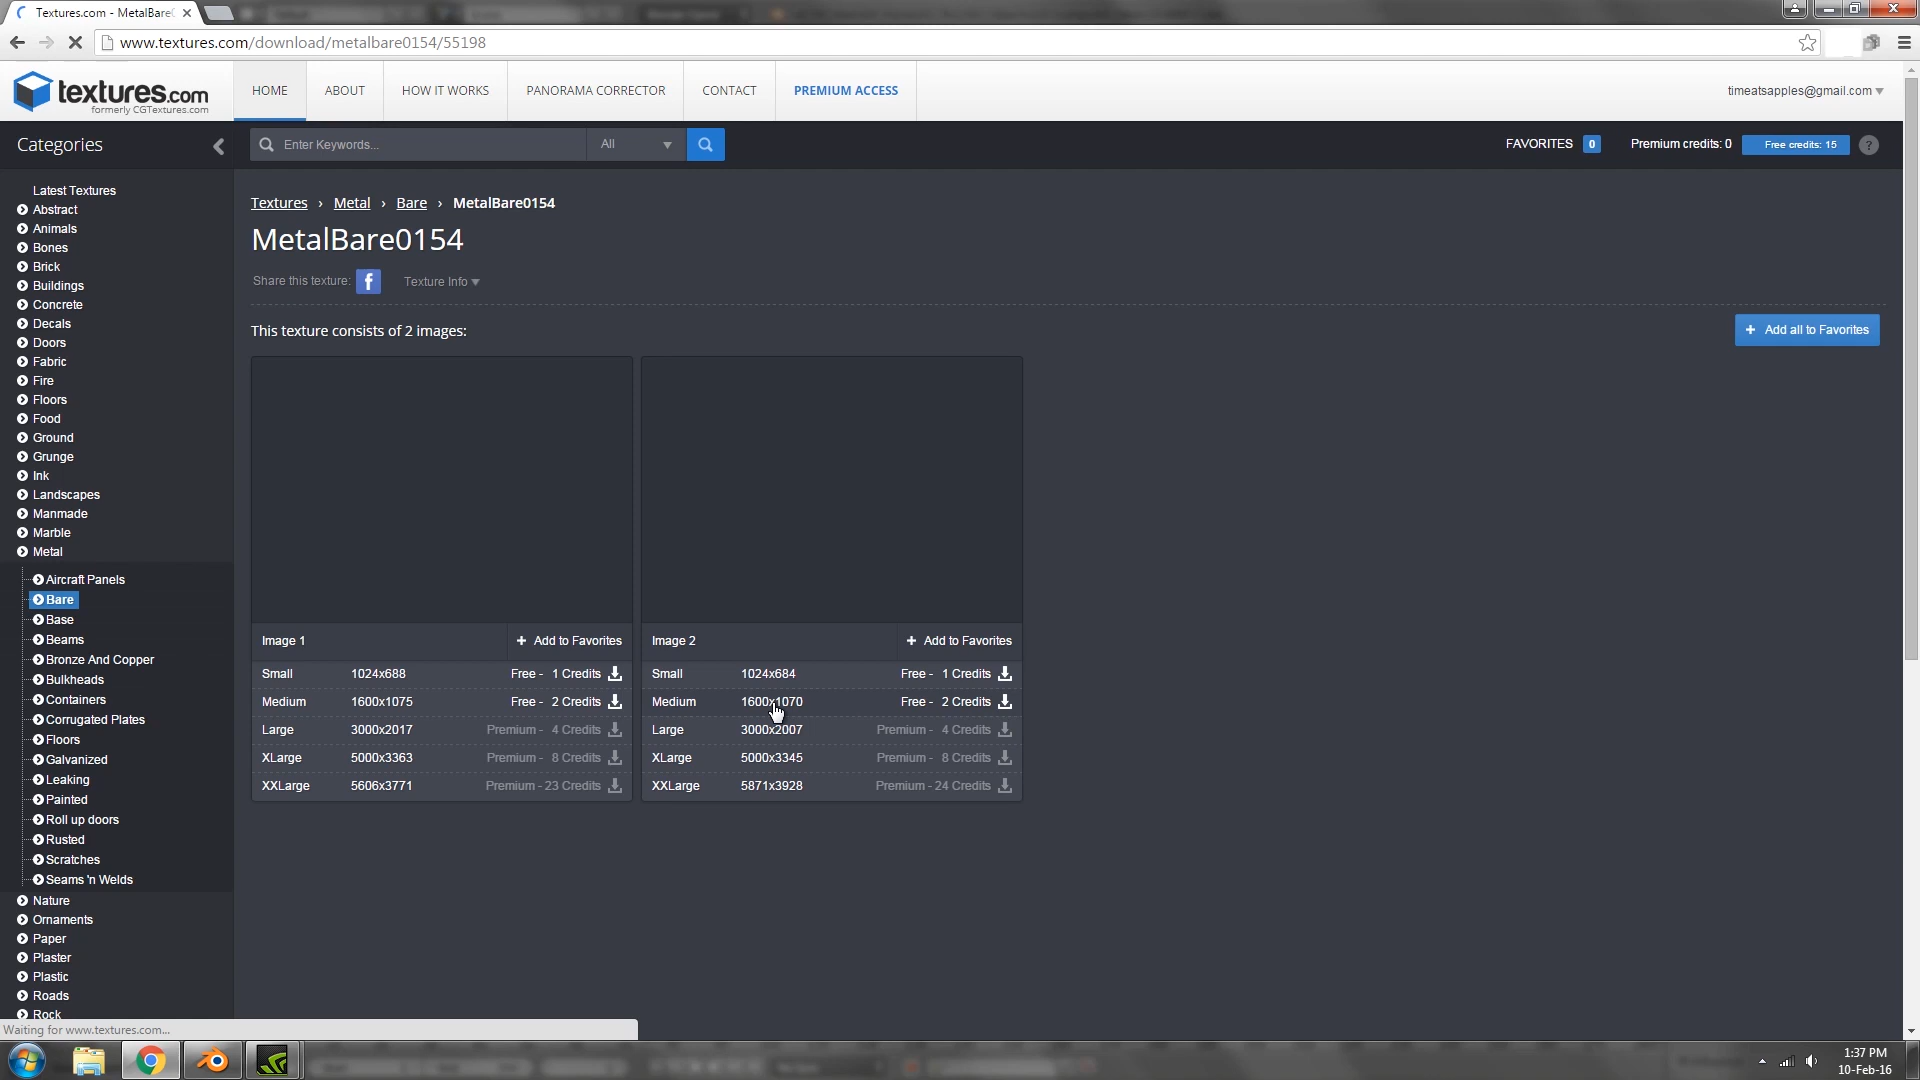 Textures.com - MetalBare
www.textures.com/download/metalbare0154/55198
textures.com
formerly CGTextures.com
HOME
ABOUT
HOW IT WORKS
PANORAMA CORRECTOR
CONTACT
PREMIUM ACCESS
timeatsapples@gmail.com
Categories
Enter Keywords...
All
FAVORITES 0
Premium credits: 0
Free credits: 15
?
Latest Textures
Abstract
Animals
Bones
Brick
Buildings
Concrete
Decals
Doors
Fabric
Fire
Floors
Food
Ground
Grunge
Ink
Landscapes
Manmade
Marble
Metal
Aircraft Panels
Bare
Base
Beams
Bronze And Copper
Bulkheads
Containers
Corrugated Plates
Floors
Galvanized
Leaking
Painted
Roll up doors
Rusted
Scratches
Seams 'n Welds
Nature
Ornaments
Paper
Plaster
Plastic
Roads
Rock
Textures › Metal › Bare › MetalBare0154
MetalBare0154
Share this texture: f Texture Info
This texture consists of 2 images:
+ Add all to Favorites
Image 1 + Add to Favorites
Small 1024x688 Free - 1 Credits
Medium 1600x1075 Free - 2 Credits
Large 3000x2017 Premium - 4 Credits
XLarge 5000x3363 Premium - 8 Credits
XXLarge 5606x3771 Premium - 23 Credits
Image 2 + Add to Favorites
Small 1024x684 Free - 1 Credits
Medium 1600x1070 Free - 2 Credits
Large 3000x2007 Premium - 4 Credits
XLarge 5000x3345 Premium - 8 Credits
XXLarge 5871x3928 Premium - 24 Credits
Waiting for www.textures.com...
1:37 PM
10-Feb-16